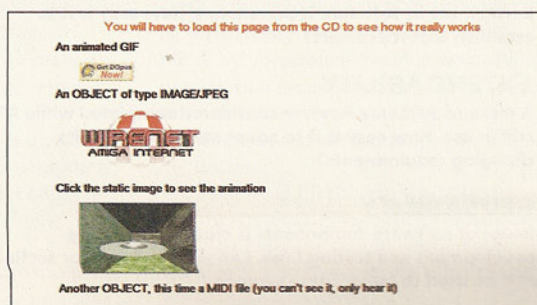 You will have to load this page from the CD to see how it really works
An animated GIF
Get DOpus
Now!
An OBJECT of type IMAGE/JPEG
WIRENET
AMIGA INTERNET
Click the static image to see the animation
Another OBJECT, this time a MIDI file (you can't see it, only hear it)